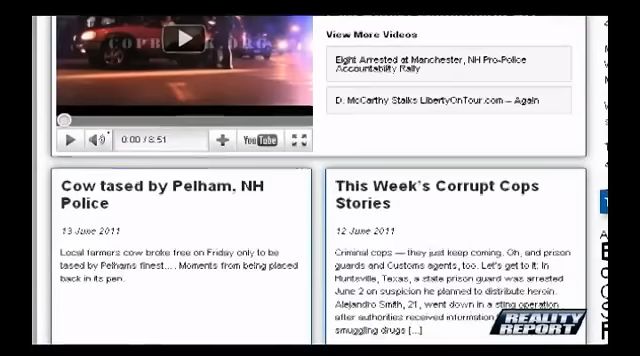 COPBLOCK.ORG
View More Videos
Eight Arrested at Manchester, NH Pro-Police
Accountability Rally
D. McCarthy Stalks LibertyOnTour.com – Again
0:00 / 8:51
YouTube
Cow tased by Pelham, NH
Police
13 June 2011
Local farmers cow broke free on Friday only to be
tased by Pelhams finest.... Moments from being placed
back in its pen.
This Week's Corrupt Cops
Stories
12 June 2011
Criminal cops — they just keep coming. Oh, and prison
guards and Customs agents, too. Let's get to it: In
Huntsville, Texas, a state prison guard was arrested
June 2 on suspicion he planned to distribute heroin.
Alejandro Smith, 21, went down in a sting operation
after authorities received information
smuggling drugs [...]
REALITY
REPORT